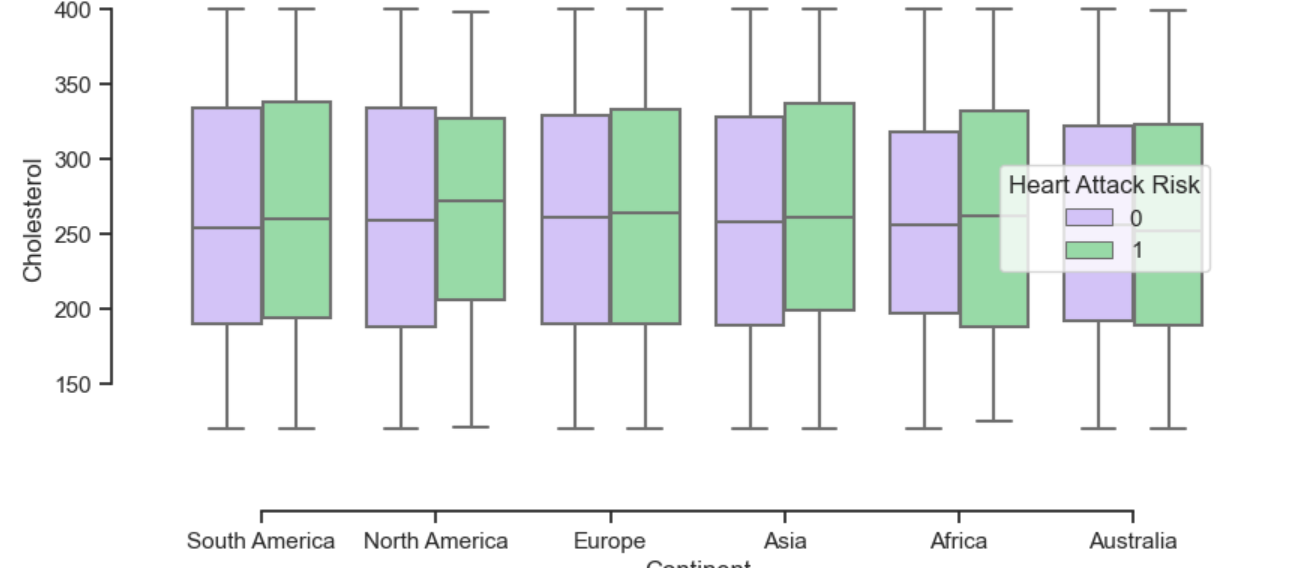 400
350
300
250
200
150
Cholesterol
Heart Attack Risk
0
1
South America North America Europe Asia Africa Australia
Continent